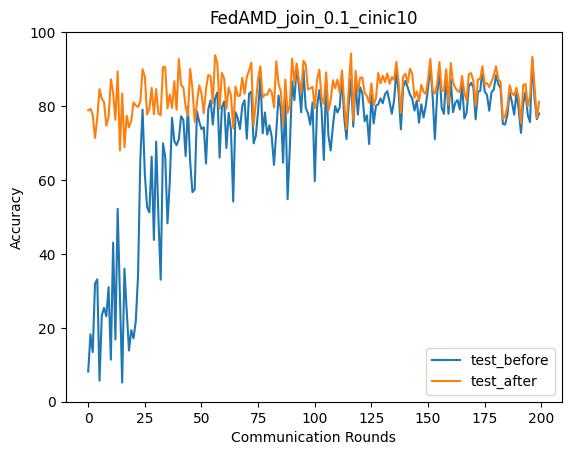 FedAMD_join_0.1_cinic10
100
80
60
40
20
0
Accuracy
0 25 50 75 100 125 150 175 200
Communication Rounds
test_before
test_after